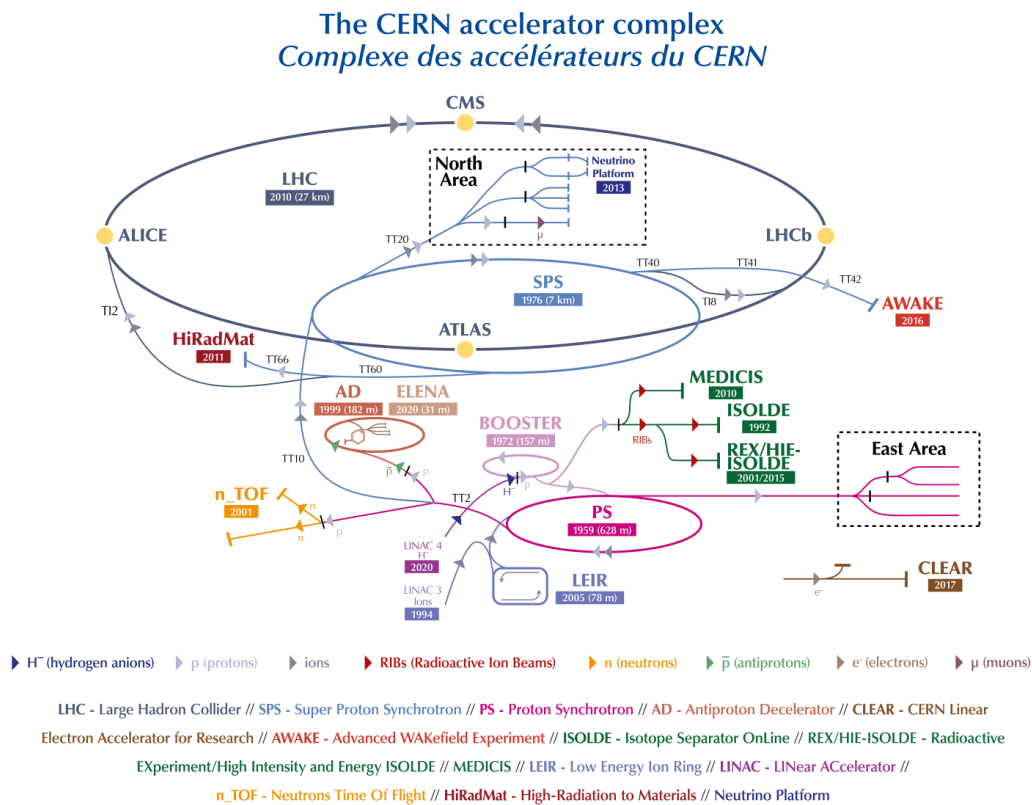 The CERN accelerator complex
Complexe des accélérateurs du CERN
CMS
North
Area
Neutrino
Platform
2013
LHC
2010 (27 km)
ALICE
TT20
μ
LHCb
TT40
TT41
SPS
1976 (7 km)
TT42
TI8
TI2
AWAKE
2016
ATLAS
HiRadMat
2011
TT66
TT60
MEDICIS
2010
AD
1999 (182 m)
ELENA
2020 (31 m)
ISOLDE
1992
BOOSTER
1972 (157 m)
RIBs
REX/HIE-
ISOLDE
2001/2015
East Area
TT10
p̅
p
TT2
H⁻
p
n_TOF
2001
n
n
p
PS
1959 (628 m)
LINAC 4
H⁻
2020
LINAC 3
Ions
1994
LEIR
2005 (78 m)
CLEAR
2017
e⁻
H⁻ (hydrogen anions)
p (protons)
ions
RIBs (Radioactive Ion Beams)
n (neutrons)
p̅ (antiprotons)
e⁻ (electrons)
μ (muons)
LHC - Large Hadron Collider // SPS - Super Proton Synchrotron // PS - Proton Synchrotron // AD - Antiproton Decelerator // CLEAR - CERN Linear
Electron Accelerator for Research // AWAKE - Advanced WAKefield Experiment // ISOLDE - Isotope Separator OnLine // REX/HIE-ISOLDE - Radioactive
EXperiment/High Intensity and Energy ISOLDE // MEDICIS // LEIR - Low Energy Ion Ring // LINAC - LINear ACcelerator //
n_TOF - Neutrons Time Of Flight // HiRadMat - High-Radiation to Materials // Neutrino Platform